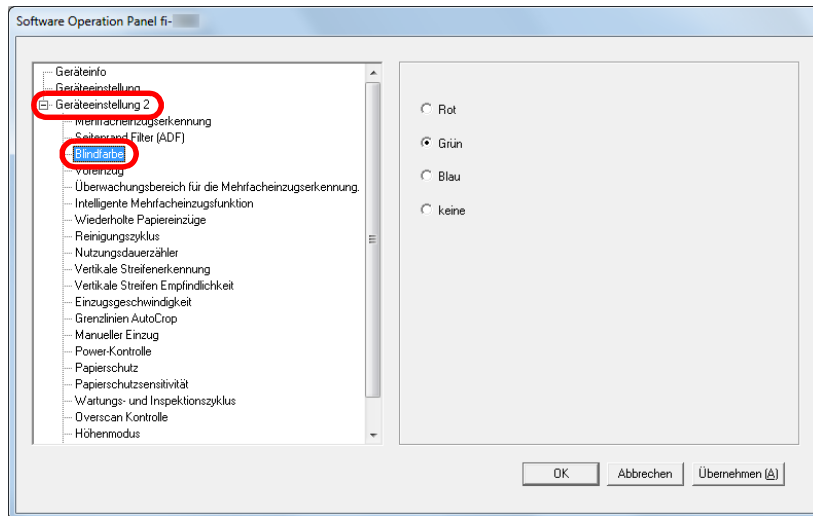 Software Operation Panel fi-
Geräteinfo
Geräteeinstellung
Geräteeinstellung 2
Mehrfacheinzugserkennung
Seitenrand Filter (ADF)
Blindfarbe
Voreinzug
Überwachungsbereich für die Mehrfacheinzugserkennung.
Intelligente Mehrfacheinzugsfunktion
Wiederholte Papiereinzüge
Reinigungszyklus
Nutzungsdauerzähler
Vertikale Streifenerkennung
Vertikale Streifen Empfindlichkeit
Einzugsgeschwindigkeit
Grenzlinien AutoCrop
Manueller Einzug
Power-Kontrolle
Papierschutz
Papierschutzsensitivität
Wartungs- und Inspektionszyklus
Overscan Kontrolle
Höhenmodus
Rot
Grün
Blau
keine
OK
Abbrechen
Übernehmen (A)